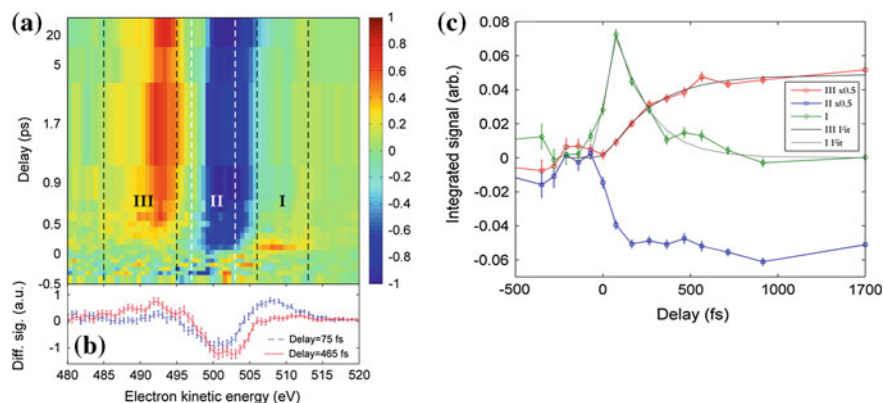 (a)
Delay (ps)
20
5
1.7
0.9
0.5
0
-0.5
III
II
I
1
0.8
0.6
0.4
0.2
0
-0.2
-0.4
-0.6
-0.8
-1
Diff. sig. (a.u.)
1
0
-1
(b)
Delay=75 fs
Delay=465 fs
480 485 490 495 500 505 510 515 520
Electron kinetic energy (eV)
(c)
Integrated signal (arb.)
0.08
0.06
0.04
0.02
0
-0.02
-0.04
-0.06
III x0.5
II x0.5
I
III Fit
I Fit
-500 0 500 1000 1700
Delay (fs)